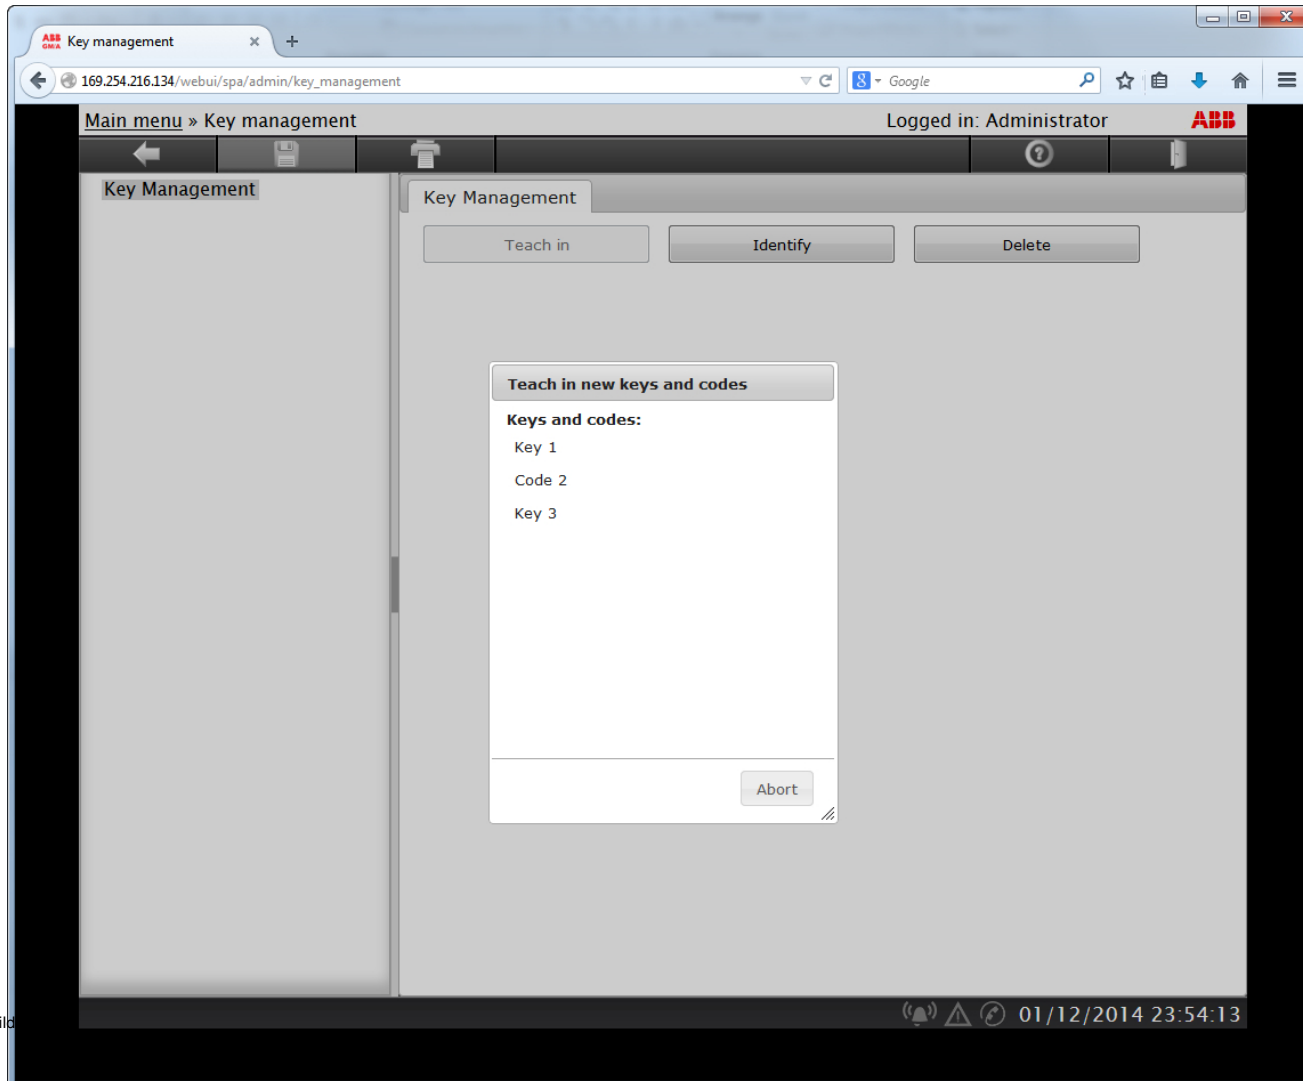 ABB
GM/A
Key management
169.254.216.134/webui/spa/admin/key_management
Google
Main menu » Key management
Logged in: Administrator
ABB
Key Management
Key Management
Teach in
Identify
Delete
Teach in new keys and codes
Keys and codes:
Key 1
Code 2
Key 3
Abort
01/12/2014 23:54:13